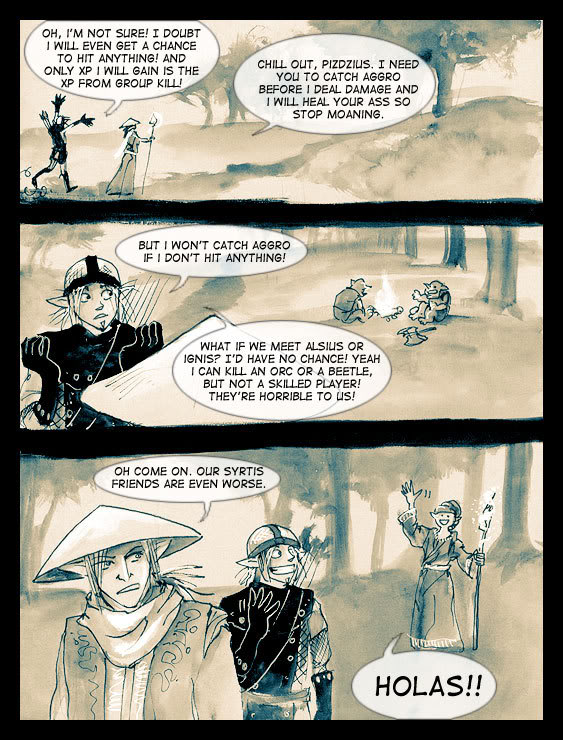 OH, I'M NOT SURE! I DOUBT
I WILL EVEN GET A CHANCE
TO HIT ANYTHING! AND
ONLY XP I WILL GAIN IS THE
XP FROM GROUP KILL!
CHILL OUT, PIZDZIUS. I NEED
YOU TO CATCH AGGRO
BEFORE I DEAL DAMAGE AND
I WILL HEAL YOUR ASS SO
STOP MOANING.
BUT I WON'T CATCH AGGRO
IF I DON'T HIT ANYTHING!
WHAT IF WE MEET ALSIUS OR
IGNIS? I'D HAVE NO CHANCE! YEAH
I CAN KILL AN ORC OR A BEETLE,
BUT NOT A SKILLED PLAYER!
THEY'RE HORRIBLE TO US!
OH COME ON. OUR SYRTIS
FRIENDS ARE EVEN WORSE.
HOLAS!!